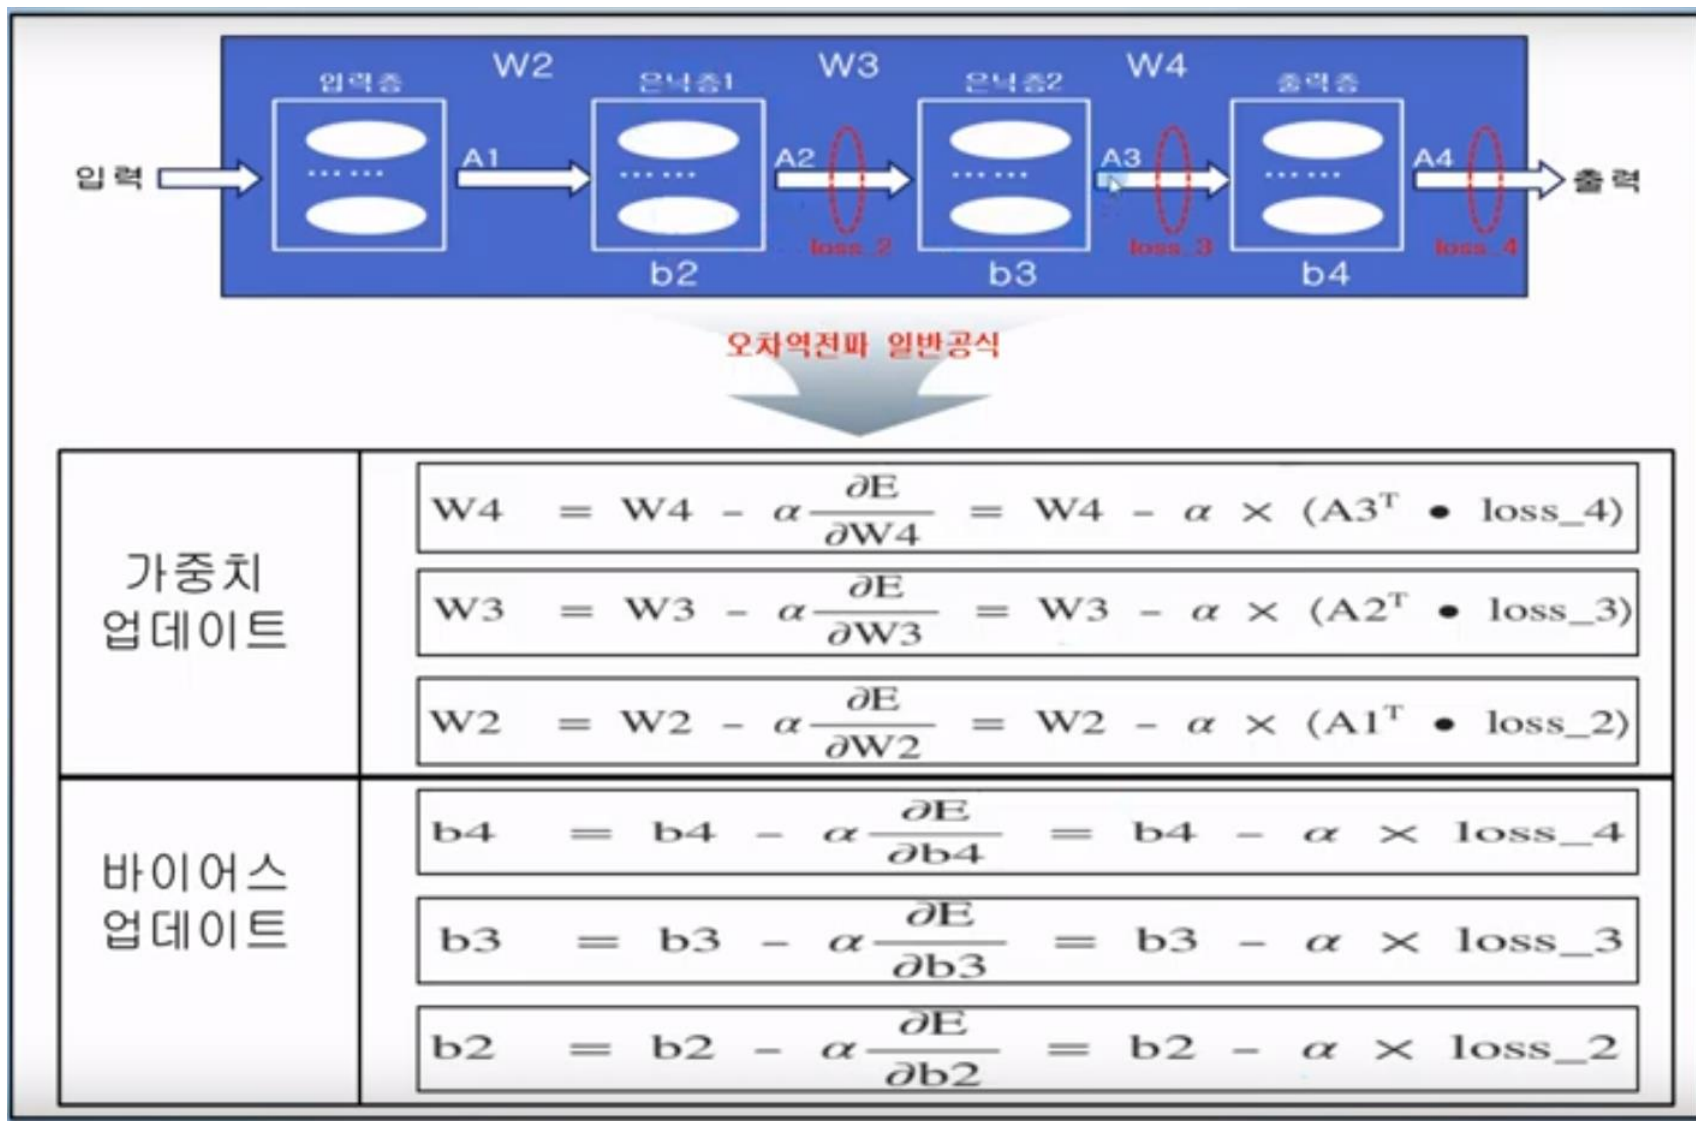 W2 W3 W4
입력층 은닉층1 은닉층2 출력층
입력 A1 A2 A3 A4 출력
...... ...... ...... ......
loss_2 loss_3 loss_4
b2 b3 b4
오차역전파 일반공식
가중치
업데이트
W4 = W4 - α ∂E/∂W4 = W4 - α × (A3ᵀ • loss_4)
W3 = W3 - α ∂E/∂W3 = W3 - α × (A2ᵀ • loss_3)
W2 = W2 - α ∂E/∂W2 = W2 - α × (A1ᵀ • loss_2)
바이어스
업데이트
b4 = b4 - α ∂E/∂b4 = b4 - α × loss_4
b3 = b3 - α ∂E/∂b3 = b3 - α × loss_3
b2 = b2 - α ∂E/∂b2 = b2 - α × loss_2